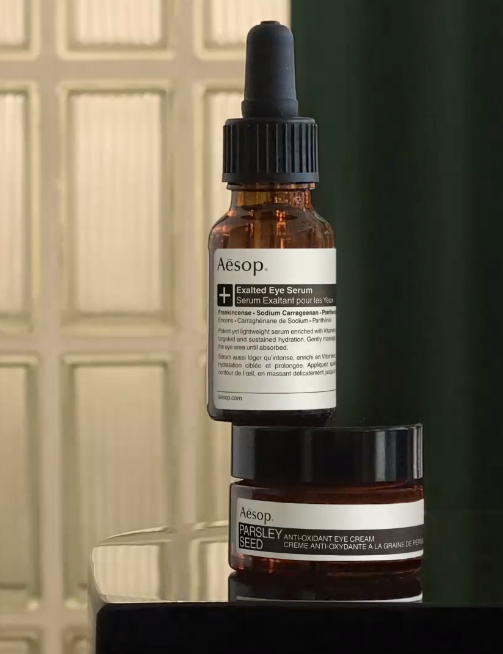 Aēsop.
Exalted Eye Serum
Serum Exaltant pour les Yeux
Frankincense • Sodium Carrageenan •
Encens • Carraghénane de Sodium • Panthénol
Potent yet lightweight serum enriched with
targeted and sustained hydration. Gently
the eye area until absorbed.
Sérum aussi léger qu'intense, enrichi en
hydratation ciblée et prolongée. Appliquer
contour de l'œil, en massant délicatement
aesop.com
Aēsop.
PARSLEY
SEED
ANTI-OXIDANT EYE CREAM
CRÈME ANTI-OXYDANTE À LA GRAINE DE